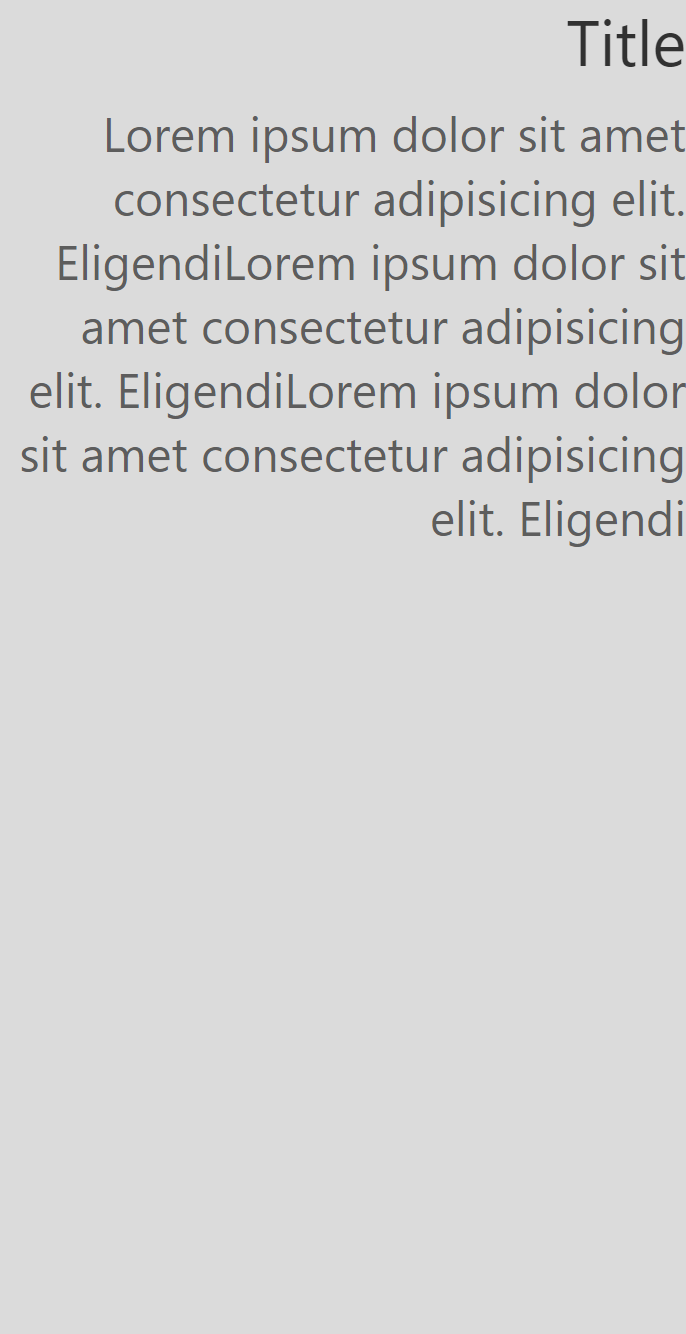 Title
Lorem ipsum dolor sit amet
consectetur adipisicing elit.
EligendiLorem ipsum dolor sit
amet consectetur adipisicing
elit. EligendiLorem ipsum dolor
sit amet consectetur adipisicing
elit. Eligendi